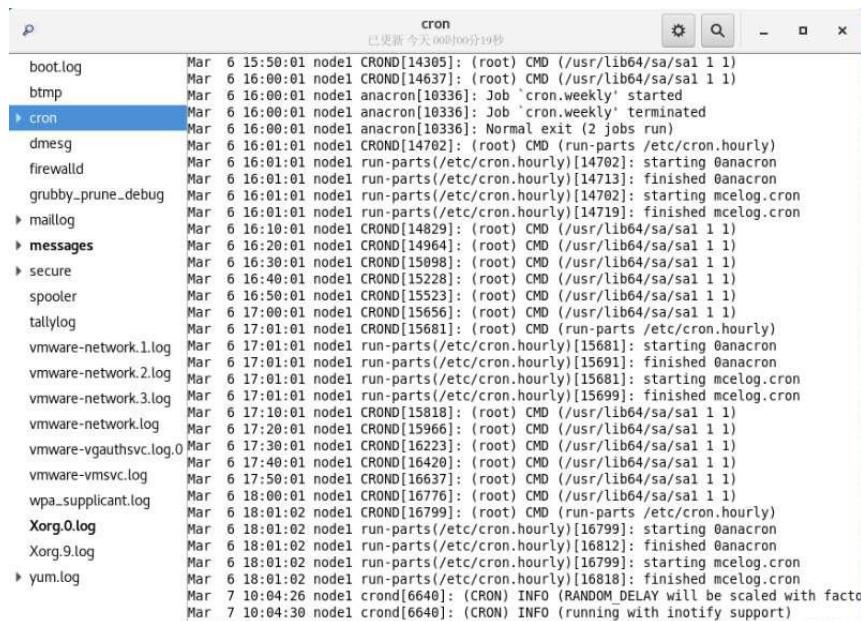 cron
已更新 今天 00时00分19秒
boot.log
btmp
cron
dmesg
firewalld
grubby_prune_debug
maillog
messages
secure
spooler
tallylog
vmware-network.1.log
vmware-network.2.log
vmware-network.3.log
vmware-network.log
vmware-vgauthsvc.log.0
vmware-vmsvc.log
wpa_supplicant.log
Xorg.0.log
Xorg.9.log
yum.log
Mar  6 15:50:01 node1 CROND[14305]: (root) CMD (/usr/lib64/sa/sa1 1 1)
Mar  6 16:00:01 node1 CROND[14637]: (root) CMD (/usr/lib64/sa/sa1 1 1)
Mar  6 16:00:01 node1 anacron[10336]: Job `cron.weekly' started
Mar  6 16:00:01 node1 anacron[10336]: Job `cron.weekly' terminated
Mar  6 16:00:01 node1 anacron[10336]: Normal exit (2 jobs run)
Mar  6 16:01:01 node1 CROND[14702]: (root) CMD (run-parts /etc/cron.hourly)
Mar  6 16:01:01 node1 run-parts(/etc/cron.hourly)[14702]: starting 0anacron
Mar  6 16:01:01 node1 run-parts(/etc/cron.hourly)[14713]: finished 0anacron
Mar  6 16:01:01 node1 run-parts(/etc/cron.hourly)[14702]: starting mcelog.cron
Mar  6 16:01:01 node1 run-parts(/etc/cron.hourly)[14719]: finished mcelog.cron
Mar  6 16:10:01 node1 CROND[14829]: (root) CMD (/usr/lib64/sa/sa1 1 1)
Mar  6 16:20:01 node1 CROND[14964]: (root) CMD (/usr/lib64/sa/sa1 1 1)
Mar  6 16:30:01 node1 CROND[15098]: (root) CMD (/usr/lib64/sa/sa1 1 1)
Mar  6 16:40:01 node1 CROND[15228]: (root) CMD (/usr/lib64/sa/sa1 1 1)
Mar  6 16:50:01 node1 CROND[15523]: (root) CMD (/usr/lib64/sa/sa1 1 1)
Mar  6 17:00:01 node1 CROND[15656]: (root) CMD (/usr/lib64/sa/sa1 1 1)
Mar  6 17:01:01 node1 CROND[15681]: (root) CMD (run-parts /etc/cron.hourly)
Mar  6 17:01:01 node1 run-parts(/etc/cron.hourly)[15681]: starting 0anacron
Mar  6 17:01:01 node1 run-parts(/etc/cron.hourly)[15691]: finished 0anacron
Mar  6 17:01:01 node1 run-parts(/etc/cron.hourly)[15681]: starting mcelog.cron
Mar  6 17:01:01 node1 run-parts(/etc/cron.hourly)[15699]: finished mcelog.cron
Mar  6 17:10:01 node1 CROND[15818]: (root) CMD (/usr/lib64/sa/sa1 1 1)
Mar  6 17:20:01 node1 CROND[15966]: (root) CMD (/usr/lib64/sa/sa1 1 1)
Mar  6 17:30:01 node1 CROND[16223]: (root) CMD (/usr/lib64/sa/sa1 1 1)
Mar  6 17:40:01 node1 CROND[16420]: (root) CMD (/usr/lib64/sa/sa1 1 1)
Mar  6 17:50:01 node1 CROND[16637]: (root) CMD (/usr/lib64/sa/sa1 1 1)
Mar  6 18:00:01 node1 CROND[16776]: (root) CMD (/usr/lib64/sa/sa1 1 1)
Mar  6 18:01:02 node1 CROND[16799]: (root) CMD (run-parts /etc/cron.hourly)
Mar  6 18:01:02 node1 run-parts(/etc/cron.hourly)[16799]: starting 0anacron
Mar  6 18:01:02 node1 run-parts(/etc/cron.hourly)[16812]: finished 0anacron
Mar  6 18:01:02 node1 run-parts(/etc/cron.hourly)[16799]: starting mcelog.cron
Mar  6 18:01:02 node1 run-parts(/etc/cron.hourly)[16818]: finished mcelog.cron
Mar  7 10:04:26 node1 crond[6640]: (CRON) INFO (RANDOM_DELAY will be scaled with facto
Mar  7 10:04:30 node1 crond[6640]: (CRON) INFO (running with inotify support)